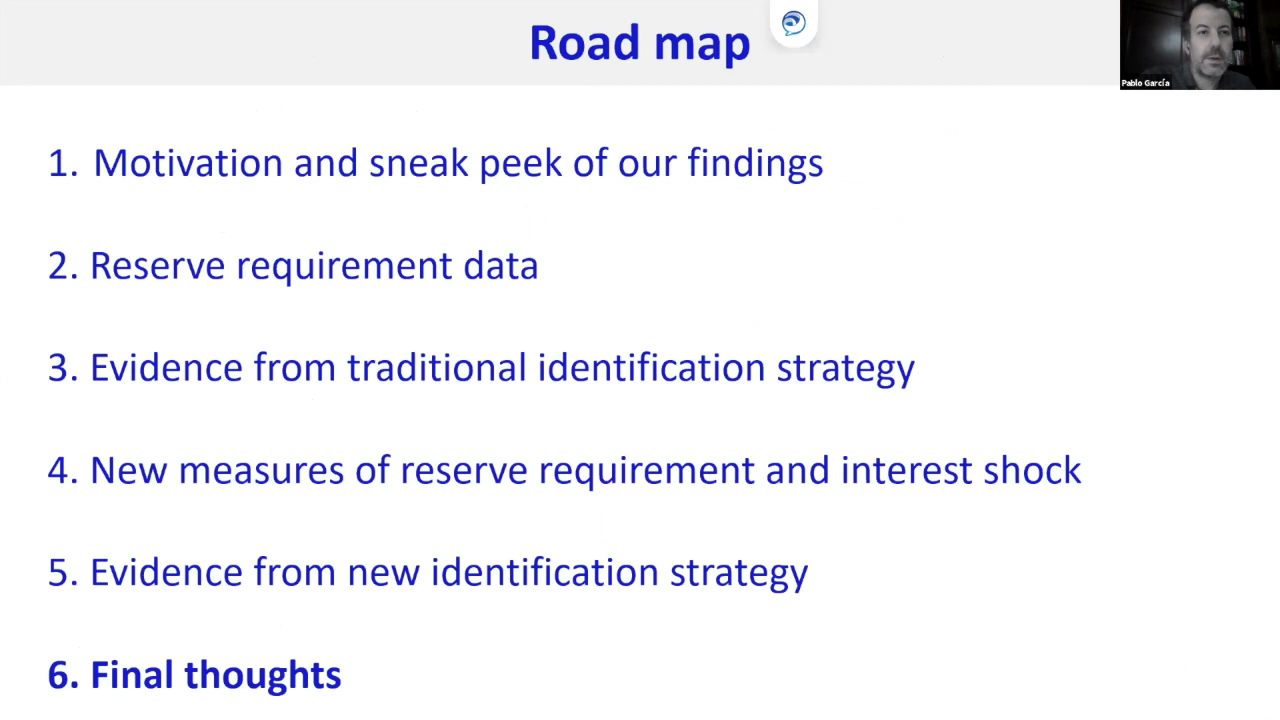 Road map
Pablo García
1. Motivation and sneak peek of our findings
2. Reserve requirement data
3. Evidence from traditional identification strategy
4. New measures of reserve requirement and interest shock
5. Evidence from new identification strategy
6. Final thoughts